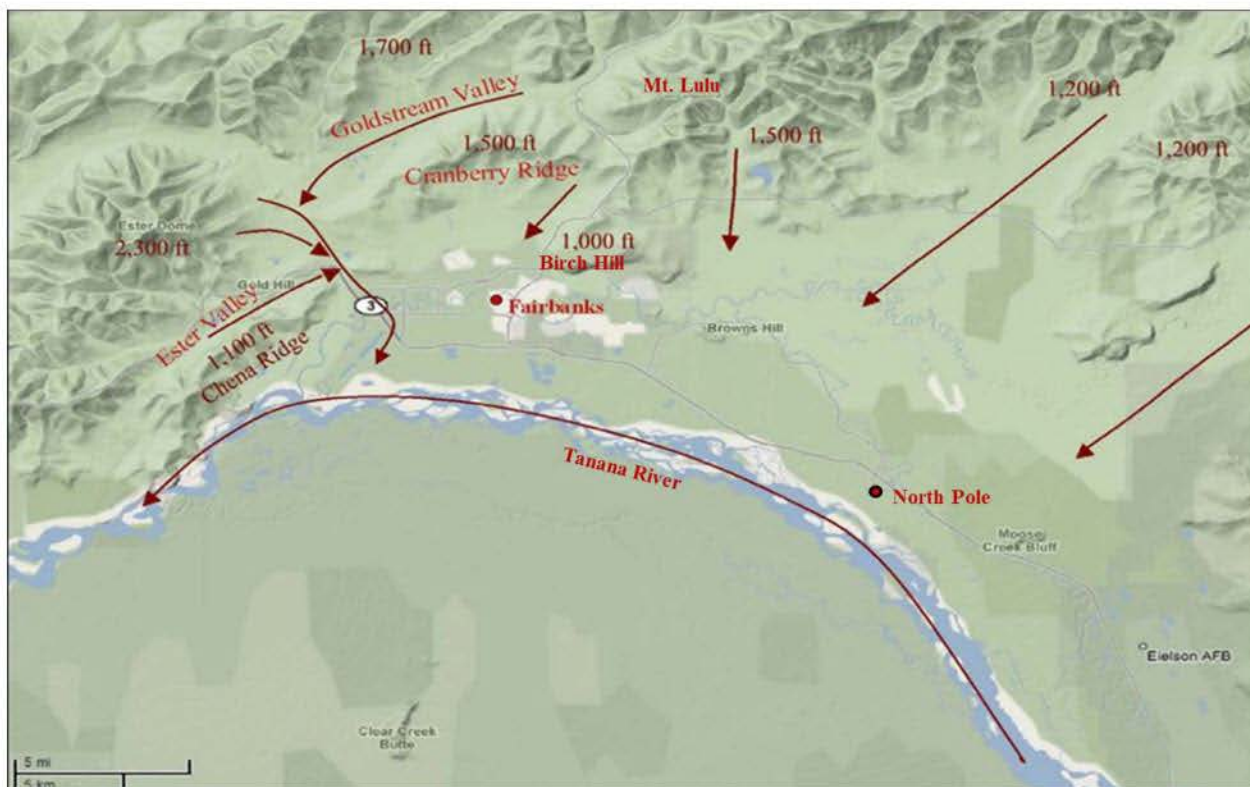 1,700 ft
Goldstream Valley
Mt. Lulu
1,200 ft
1,500 ft
Cranberry Ridge
1,500 ft
1,200 ft
Ester Dome
2,300 ft
1,000 ft
Birch Hill
Gold Hill
Ester Valley
3
Fairbanks
Browns Hill
1,100 ft
Chena Ridge
Tanana River
North Pole
Moose
Creek Bluff
Eielson AFB
Clear Creek
Butte
5 mi
5 km